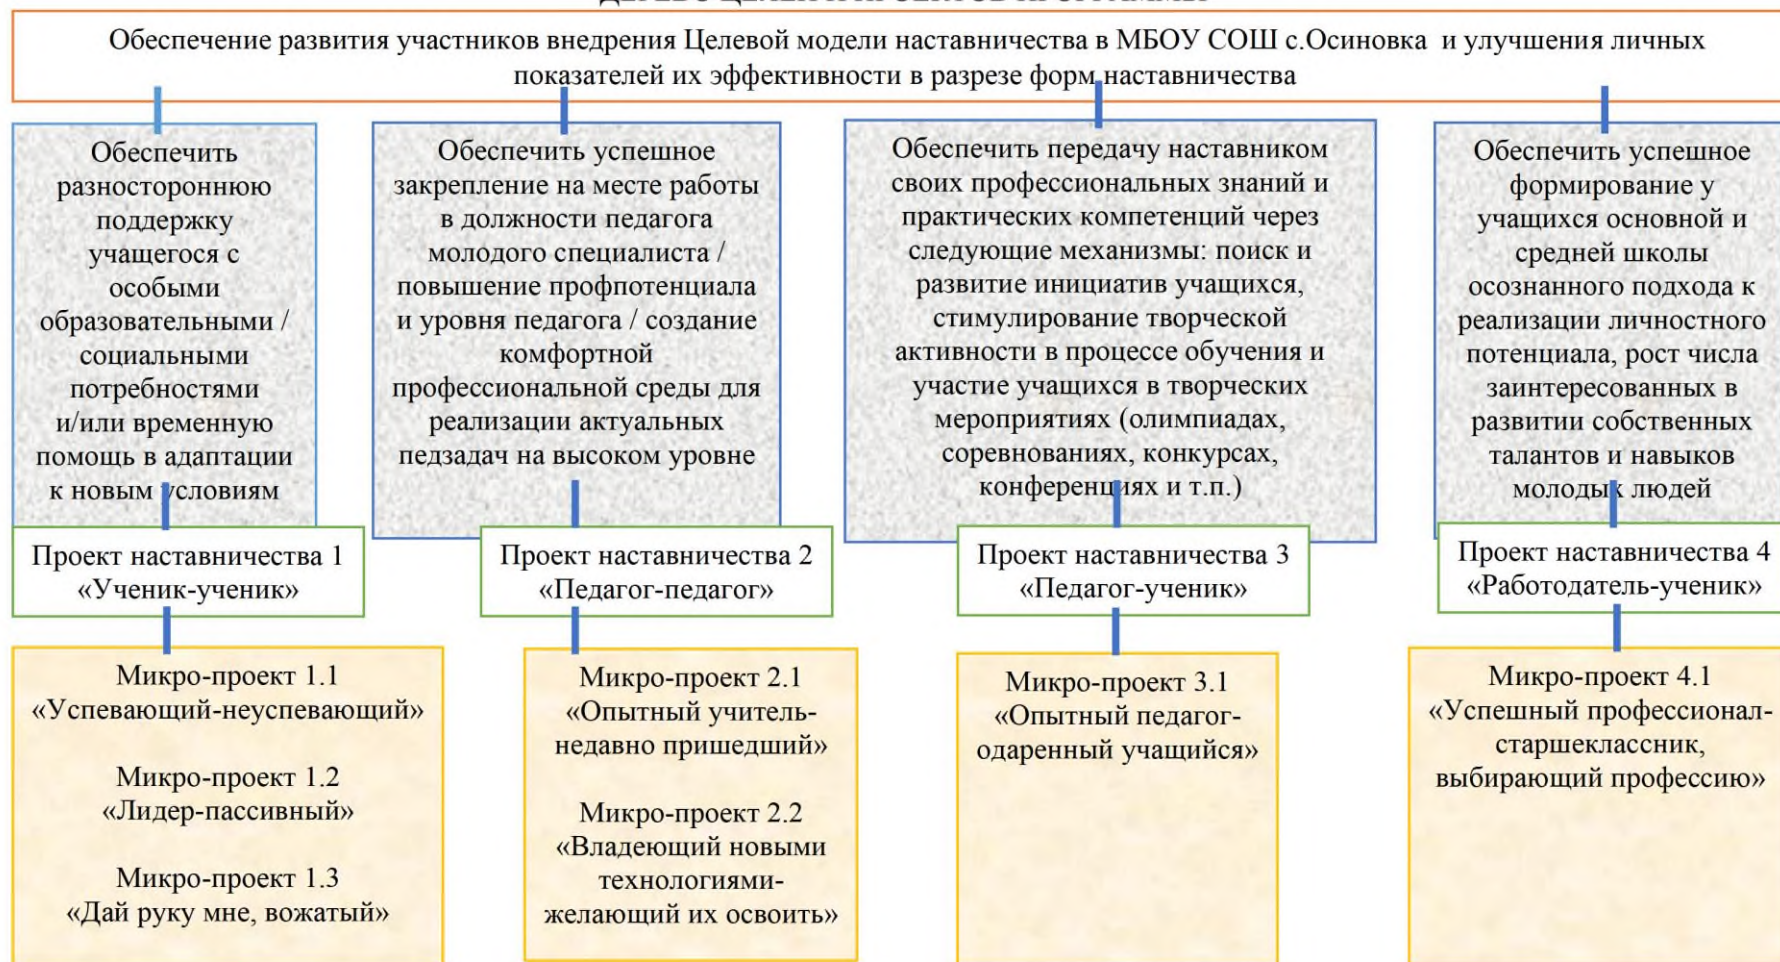 Обеспечение развития участников внедрения Целевой модели наставничества в МБОУ СОШ с.Осиновка и улучшения личных
показателей их эффективности в разрезе форм наставничества
Обеспечить
разностороннюю
поддержку
учащегося с
особыми
образовательными /
социальными
потребностями
и/или временную
помощь в адаптации
к новым условиям
Обеспечить успешное
закрепление на месте работы
в должности педагога
молодого специалиста /
повышение профпотенциала
и уровня педагога / создание
комфортной
профессиональной среды для
реализации актуальных
педзадач на высоком уровне
Обеспечить передачу наставником
своих профессиональных знаний и
практических компетенций через
следующие механизмы: поиск и
развитие инициатив учащихся,
стимулирование творческой
активности в процессе обучения и
участие учащихся в творческих
мероприятиях (олимпиадах,
соревнованиях, конкурсах,
конференциях и т.п.)
Обеспечить успешное
формирование у
учащихся основной и
средней школы
осознанного подхода к
реализации личностного
потенциала, рост числа
заинтересованных в
развитии собственных
талантов и навыков
молодых людей
Проект наставничества 1
«Ученик-ученик»
Проект наставничества 2
«Педагог-педагог»
Проект наставничества 3
«Педагог-ученик»
Проект наставничества 4
«Работодатель-ученик»
Микро-проект 1.1
«Успевающий-неуспевающий»
Микро-проект 1.2
«Лидер-пассивный»
Микро-проект 1.3
«Дай руку мне, вожатый»
Микро-проект 2.1
«Опытный учитель-
недавно пришедший»
Микро-проект 2.2
«Владеющий новыми
технологиями-
желающий их освоить»
Микро-проект 3.1
«Опытный педагог-
одаренный учащийся»
Микро-проект 4.1
«Успешный профессионал-
старшеклассник,
выбирающий профессию»